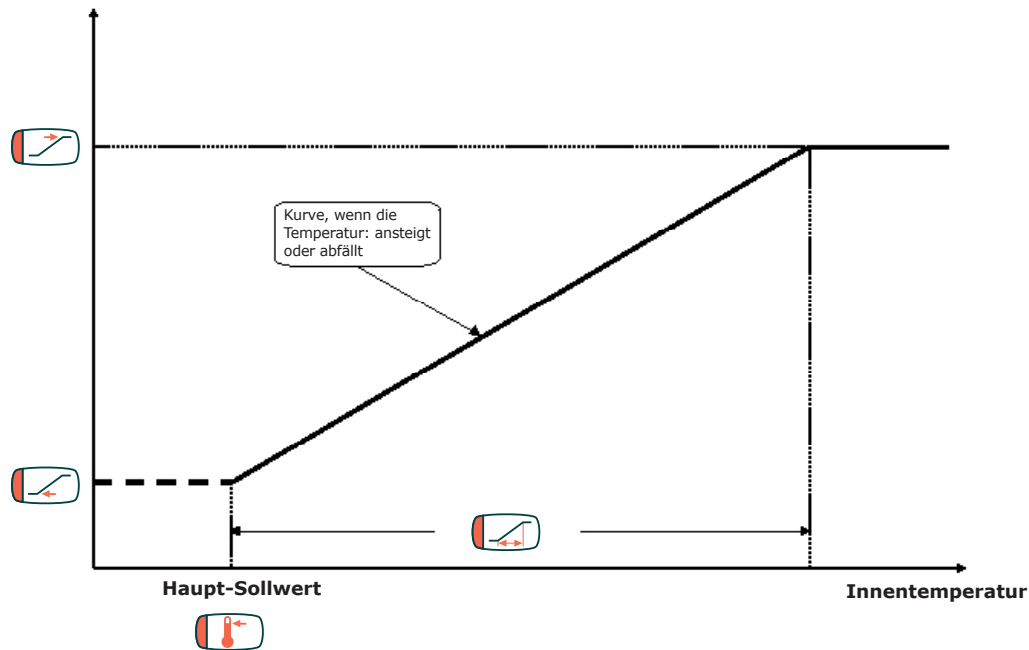 Kurve, wenn die
Temperatur: ansteigt
oder abfällt
Haupt-Sollwert
Innentemperatur